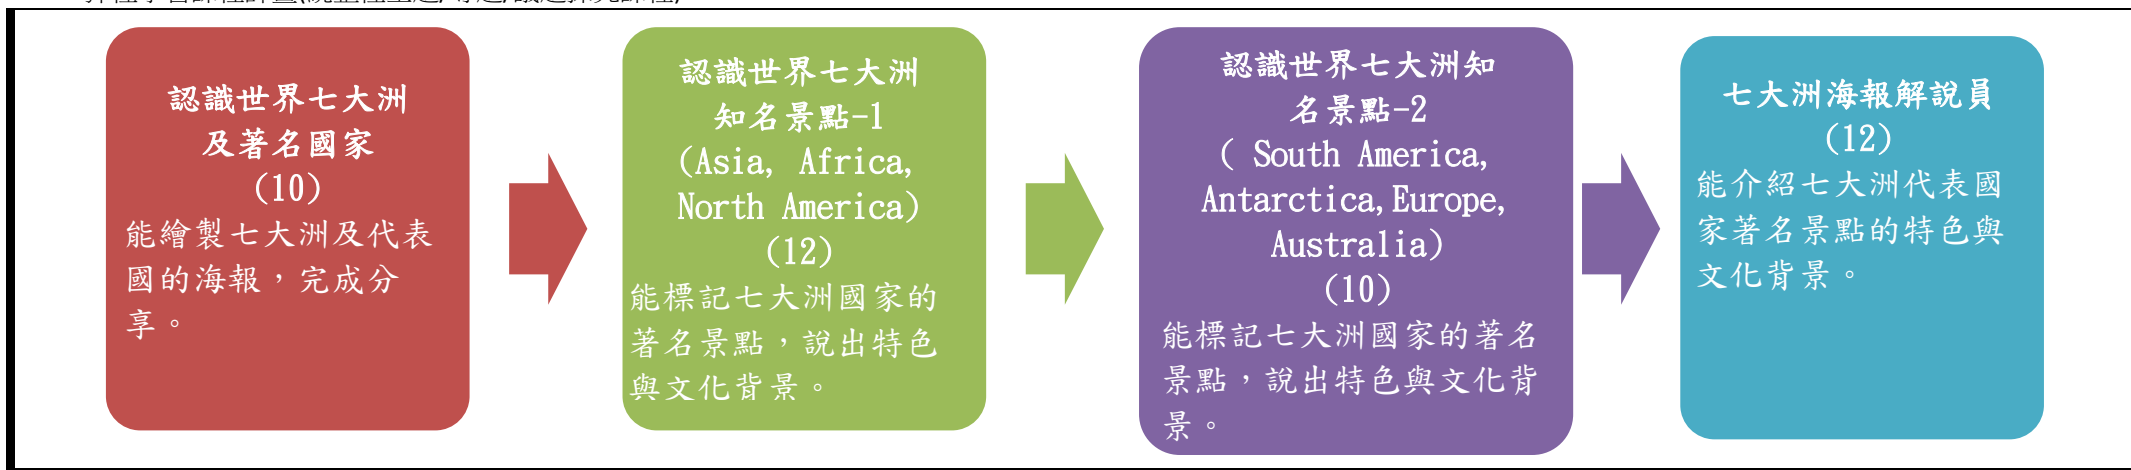 認識世界七大洲
及著名國家
(10)
能繪製七大洲及代表
國的海報，完成分
享。
認識世界七大洲
知名景點-1
(Asia, Africa,
North America)
(12)
能標記七大洲國家的
著名景點，說出特色
與文化背景。
認識世界七大洲知
名景點-2
( South America,
Antarctica,Europe,
Australia)
(10)
能標記七大洲國家的著名
景點，說出特色與文化背
景。
七大洲海報解說員
(12)
能介紹七大洲代表國
家著名景點的特色與
文化背景。